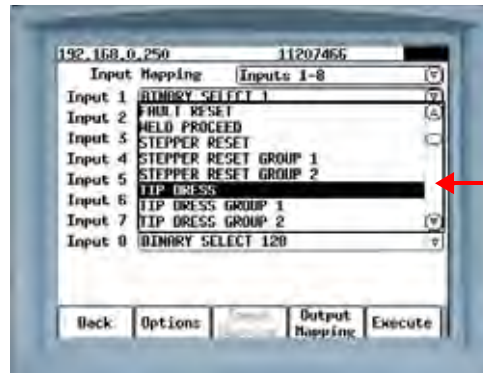 192.168.0.250 11207466
Input Mapping Inputs 1-8
Input 1 BINARY SELECT 1
FAULT RESET
Input 2
WELD PROCEED
Input 3 STEPPER RESET
Input 4 STEPPER RESET GROUP 1
Input 5 STEPPER RESET GROUP 2
TIP DRESS
Input 6 TIP DRESS GROUP 1
Input 7 TIP DRESS GROUP 2
Input 8 BINARY SELECT 128
Back Options Output Mapping Execute